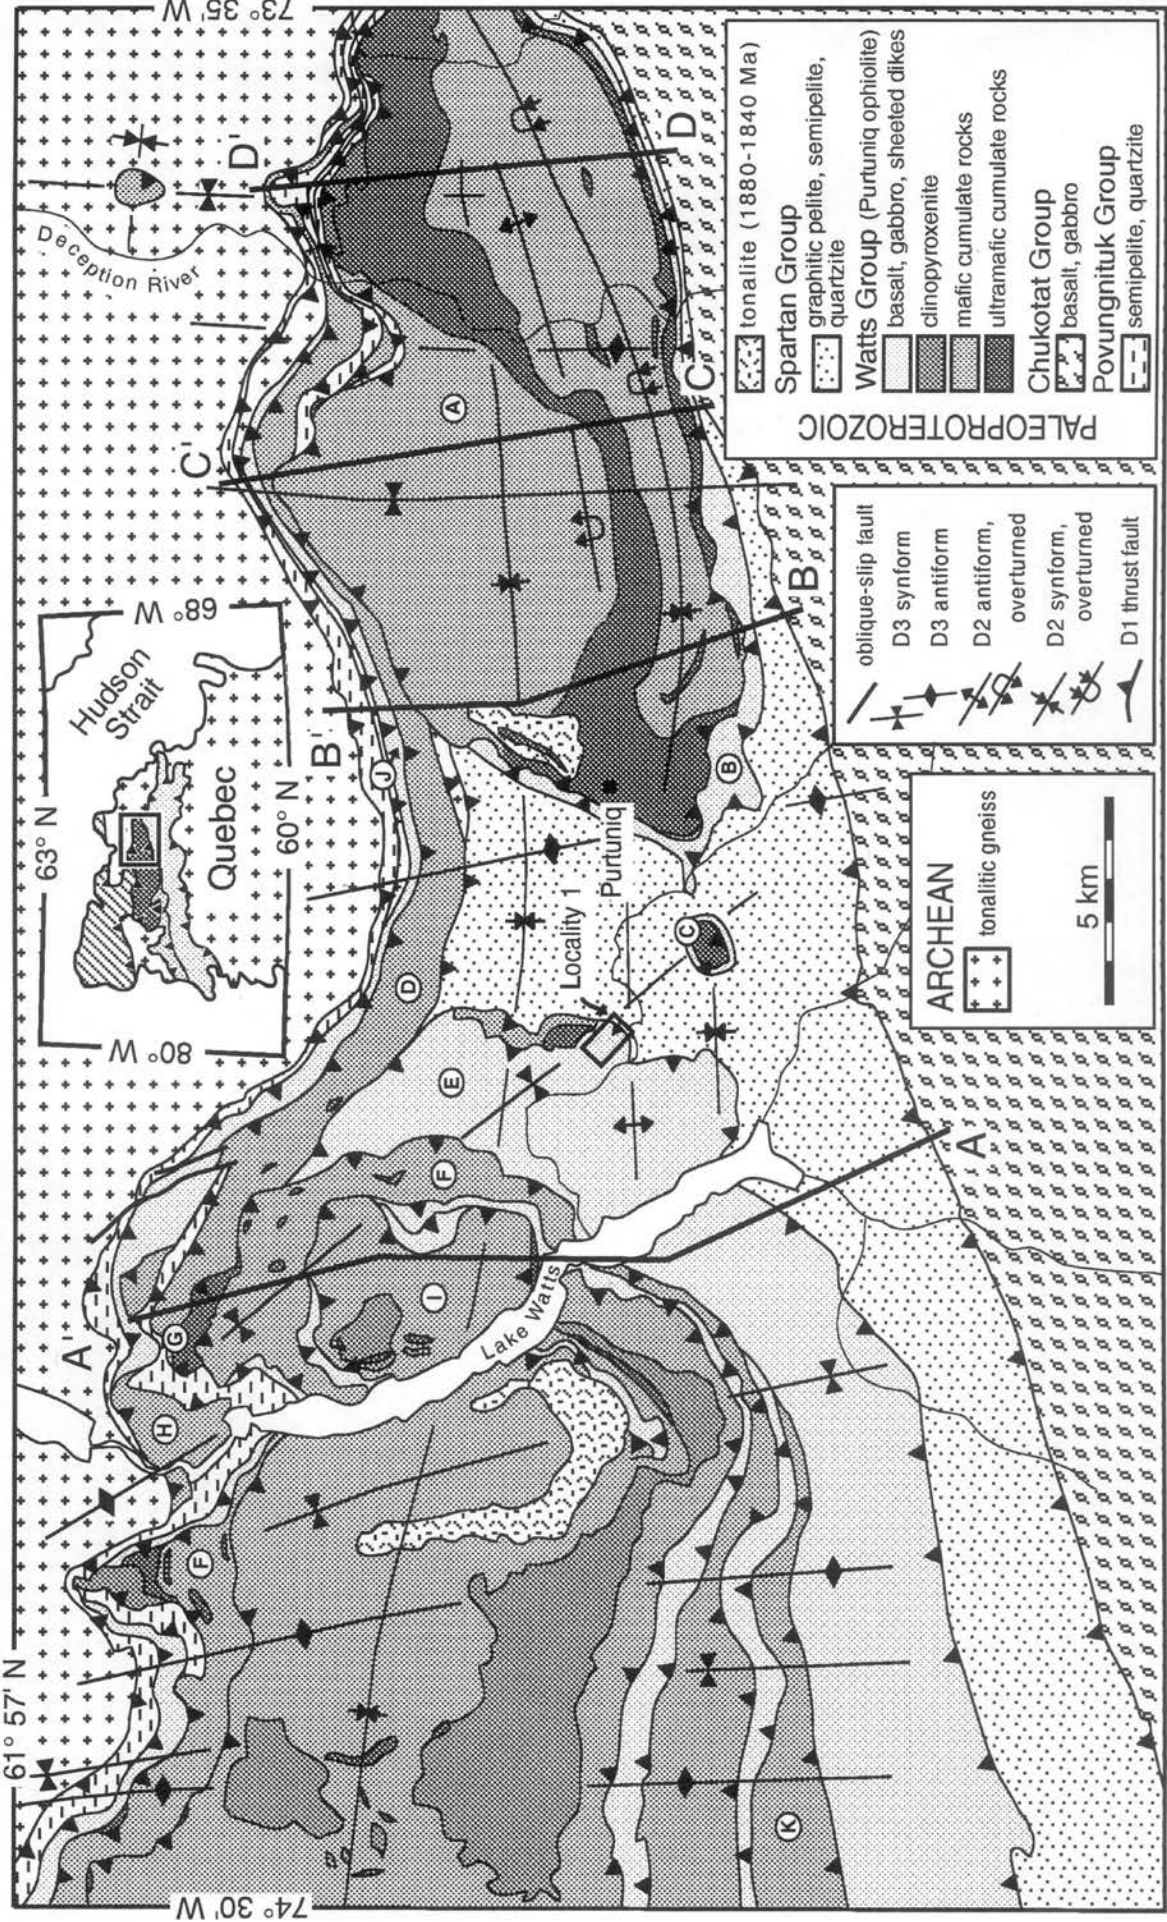 61° 57' N
73° 35' W
74° 30' W
63° N
60° N
80° W
68° W
Hudson
Strait
Quebec
Deception River
Lake Watts
Locality 1
Purtuniq
A'
B'
C'
D'
A
B
C
D
A
B
C
D
E
F
F
G
H
I
J
K
ARCHEAN
tonalitic gneiss
5 km
oblique-slip fault
D3 synform
D3 antiform
D2 antiform,
overturned
D2 synform,
overturned
D1 thrust fault
PALEOPROTEROZOIC
tonalite (1880-1840 Ma)
Spartan Group
graphitic pelite, semipelite,
quartzite
Watts Group (Purtuniq ophiolite)
basalt, gabbro, sheeted dikes
clinopyroxenite
mafic cumulate rocks
ultramafic cumulate rocks
Chukotat Group
basalt, gabbro
Povungnituk Group
semipelite, quartzite